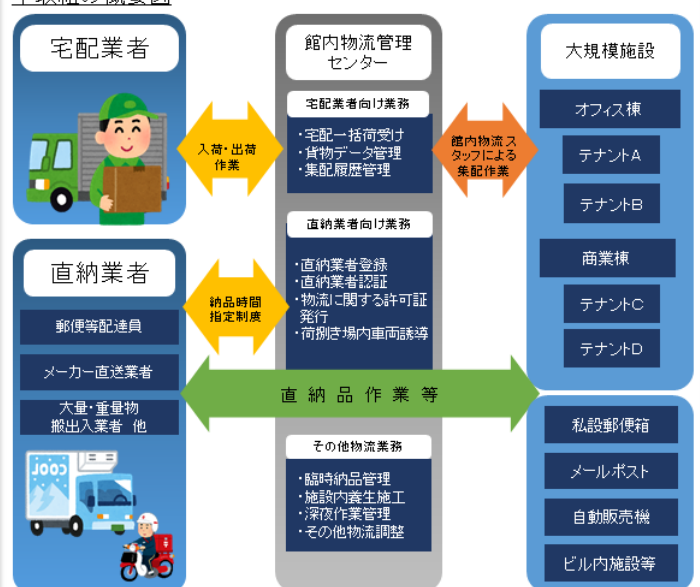 本取組の概要図
宅配業者
入荷・出荷
作業
館内物流管理
センター
宅配業者向け業務
・宅配一括荷受け
・貨物データ管理
・集配履歴管理
館内物流ス
タッフによる
集配作業
大規模施設
オフィス棟
テナントA
テナントB
商業棟
テナントC
テナントD
直納業者
郵便等配達員
メーカー直送業者
大量・重量物
搬出入業者 他
COOL
納品時間
指定制度
直納業者向け業務
・直納業者登録
・直納業者認証
・物流に関する許可証
発行
・荷捌き場内車両誘導
直納品作業等
その他物流業務
・臨時納品管理
・施設内養生施工
・深夜作業管理
・その他物流調整
私設郵便箱
メールポスト
自動販売機
ビル内施設等